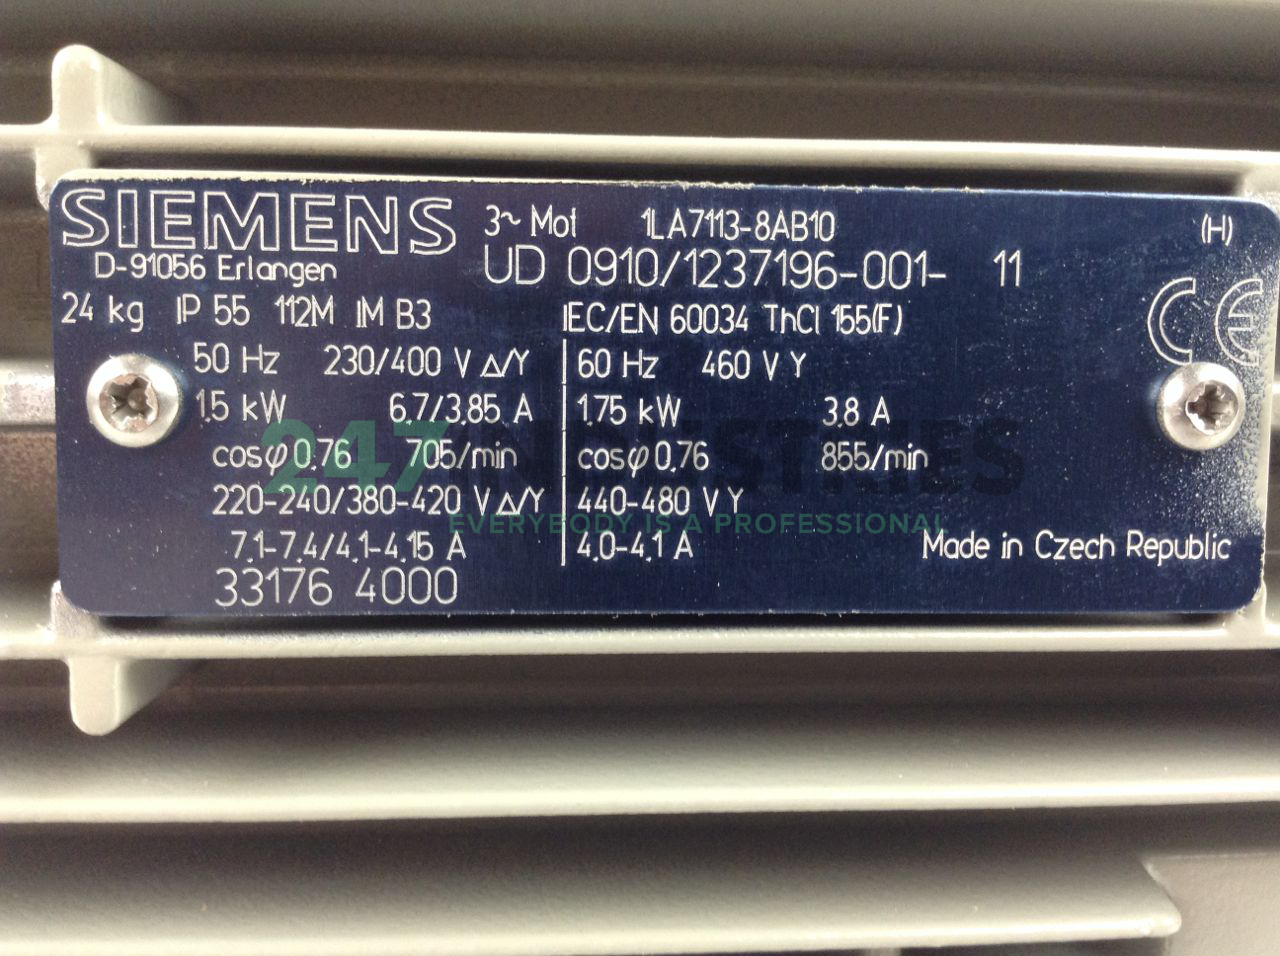 SIEMENS 3~ Mot 1LA7113-8AB10 (H)
D-91056 Erlangen UD 0910/1237196-001- 11
24 kg IP 55 112M IM B3 IEC/EN 60034 ThCl 155(F) CE
50 Hz 230/400 V Δ/Y 60 Hz 460 V Y
1.5 kW 6.7/3.85 A 1.75 kW 3.8 A
cosφ 0.76 705/min cosφ 0.76 855/min
220-240/380-420 V Δ/Y 440-480 V Y
7.1-7.4/4.1-4.15 A 4.0-4.1 A Made in Czech Republic
33176 4000
247 INDUSTRIES
EVERYBODY IS A PROFESSIONAL